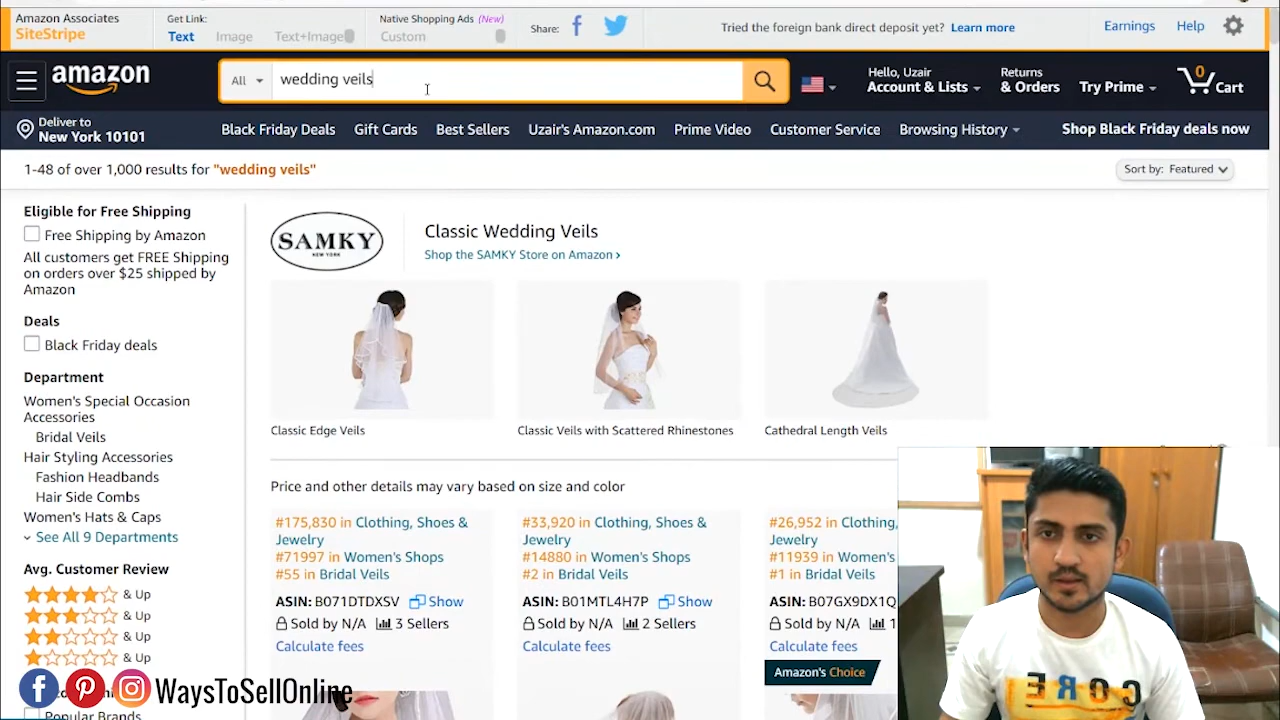 Amazon Associates
SiteStripe
Get Link:
Text
Image
Text+Image
Native Shopping Ads (New)
Custom
Share:
Tried the foreign bank direct deposit yet? Learn more
Earnings
Help
amazon
All
wedding veils
Hello, Uzair
Account & Lists
Returns
& Orders
Try Prime
0
Cart
Deliver to
New York 10101
Black Friday Deals
Gift Cards
Best Sellers
Uzair's Amazon.com
Prime Video
Customer Service
Browsing History
Shop Black Friday deals now
1-48 of over 1,000 results for "wedding veils"
Sort by: Featured
Eligible for Free Shipping
Free Shipping by Amazon
All customers get FREE Shipping
on orders over $25 shipped by
Amazon
Deals
Black Friday deals
Department
Women's Special Occasion
Accessories
Bridal Veils
Hair Styling Accessories
Fashion Headbands
Hair Side Combs
Women's Hats & Caps
See All 9 Departments
Avg. Customer Review
& Up
& Up
& Up
& Up
Popular Brands
SAMKY
NEW YORK
Classic Wedding Veils
Shop the SAMKY Store on Amazon ›
Classic Edge Veils
Classic Veils with Scattered Rhinestones
Cathedral Length Veils
Price and other details may vary based on size and color
#175,830 in Clothing, Shoes &
Jewelry
#71997 in Women's Shops
#55 in Bridal Veils
ASIN: B071DTDXSV Show
Sold by N/A 3 Sellers
Calculate fees
#33,920 in Clothing, Shoes &
Jewelry
#14880 in Women's Shops
#2 in Bridal Veils
ASIN: B01MTL4H7P Show
Sold by N/A 2 Sellers
Calculate fees
#26,952 in Clothing,
Jewelry
#11939 in Women's
#1 in Bridal Veils
ASIN: B07GX9DX1Q
Sold by N/A 1
Calculate fees
Amazon's Choice
WaysToSellOnline
CORE